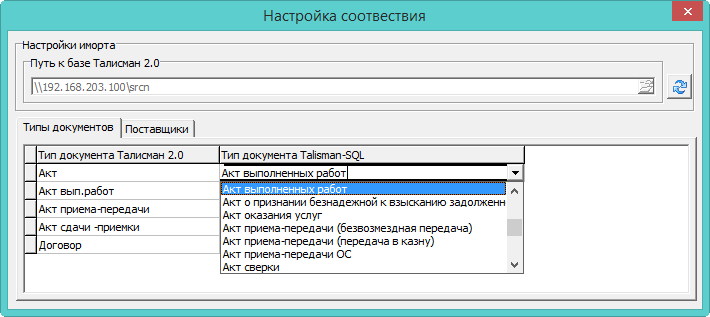 Настройка соотвествия
Настройки иморта
Путь к базе Талисман 2.0
\\192.168.203.100\srcn
Типы документов Поставщики
Тип документа Талисман 2.0 Тип документа Talisman-SQL
Акт Акт выполненных работ
Акт вып.работ Акт выполненных работ
Акт о признании безнадежной к взысканию задолженн
Акт приема-передачи Акт оказания услуг
Акт приема-передачи (безвозмездная передача)
Акт сдачи -приемки Акт приема-передачи (передача в казну)
Договор Акт приема-передачи ОС
Акт сверки